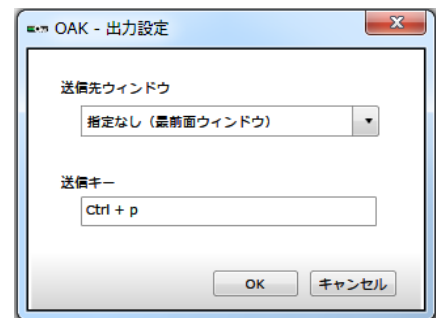 OAK - 出力設定
送信先ウィンドウ
指定なし（最前面ウィンドウ）
送信キー
Ctrl + p
OK
キャンセル